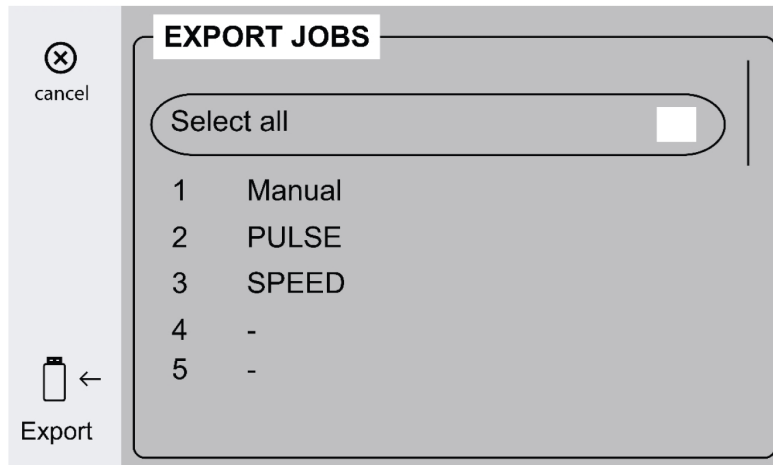 EXPORT JOBS
cancel
Select all
1 Manual
2 PULSE
3 SPEED
4 -
5 -
Export